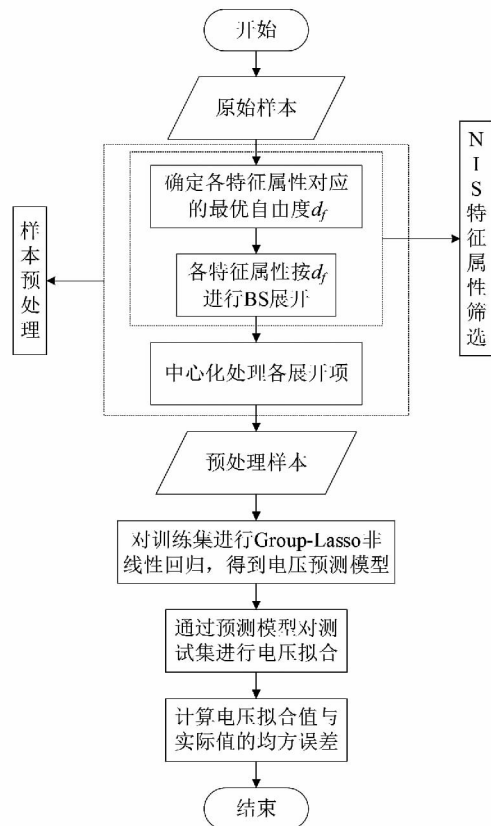 开始
原始样本
确定各特征属性对应
的最优自由度df
各特征属性按df
进行BS展开
中心化处理各展开项
样本预处理
NIS特征属性筛选
预处理样本
对训练集进行Group-Lasso非
线性回归，得到电压预测模型
通过预测模型对测
试集进行电压拟合
计算电压拟合值与
实际值的均方误差
结束